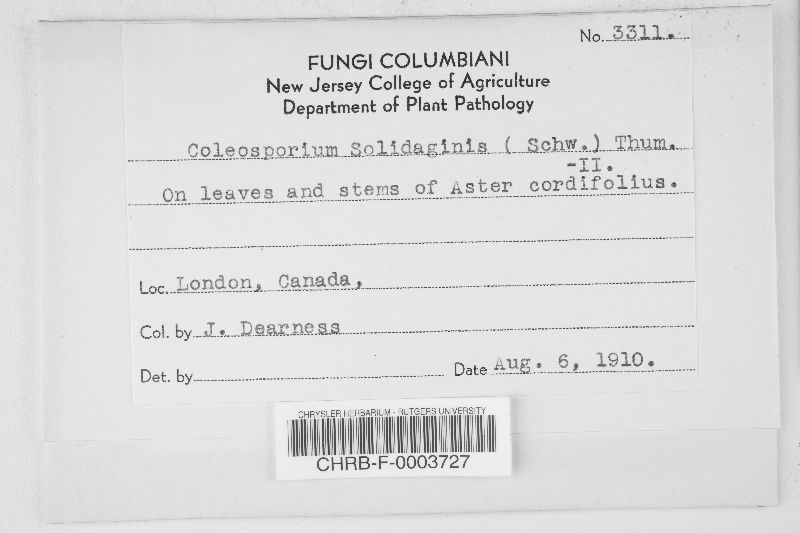 No. 3311.
FUNGI COLUMBIANI
New Jersey College of Agriculture
Department of Plant Pathology
Coleosporium Solidaginis ( Schw.) Thum.
-II.
On leaves and stems of Aster cordifolius.
Loc. London, Canada,
Col. by J. Dearness
Det. by
Date Aug. 6, 1910.
CHRYSLER HERBARIUM - RUTGERS UNIVERSITY
CHRB-F-0003727